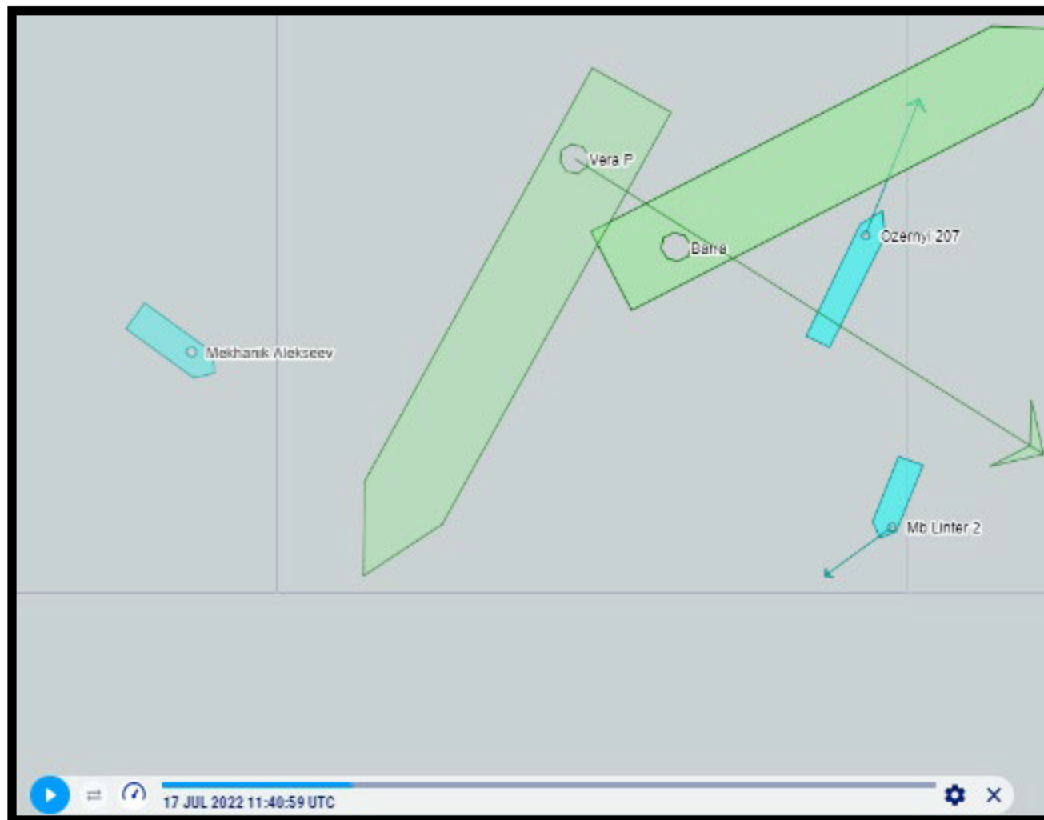 Vera P
Barra
Ozernyi 207
Mekhanik Alekseev
Mb Linter 2
17 JUL 2022 11:40:59 UTC